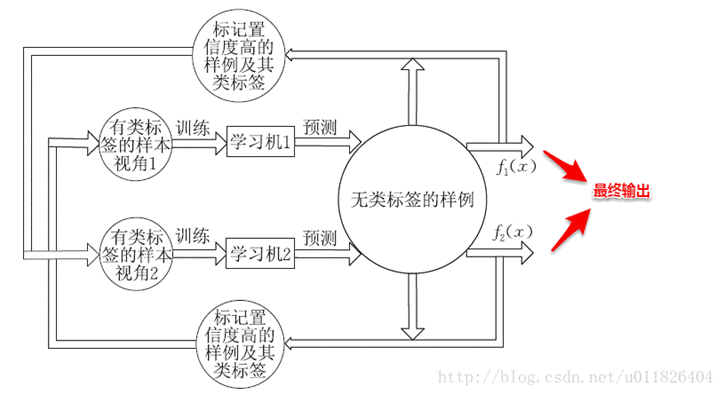 标记置
信度高的
样例及其
类标签
有类标
签的样本
视角1
训练
学习机1
预测
无类标签的样例
f₁(x)
最终输出
有类标
签的样本
视角2
训练
学习机2
预测
f₂(x)
标记置
信度高的
样例及其
类标签
http://blog.csdn.net/u011826404